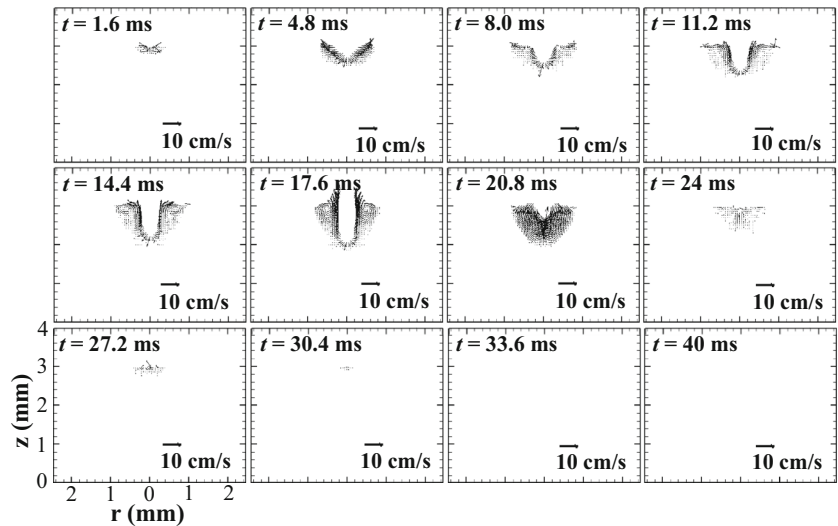 t = 1.6 ms
t = 4.8 ms
t = 8.0 ms
t = 11.2 ms
10 cm/s
10 cm/s
10 cm/s
10 cm/s
t = 14.4 ms
t = 17.6 ms
t = 20.8 ms
t = 24 ms
10 cm/s
10 cm/s
10 cm/s
10 cm/s
4
t = 27.2 ms
t = 30.4 ms
t = 33.6 ms
t = 40 ms
3
2
z (mm)
1
10 cm/s
10 cm/s
10 cm/s
10 cm/s
0
2 1 0 1 2
r (mm)